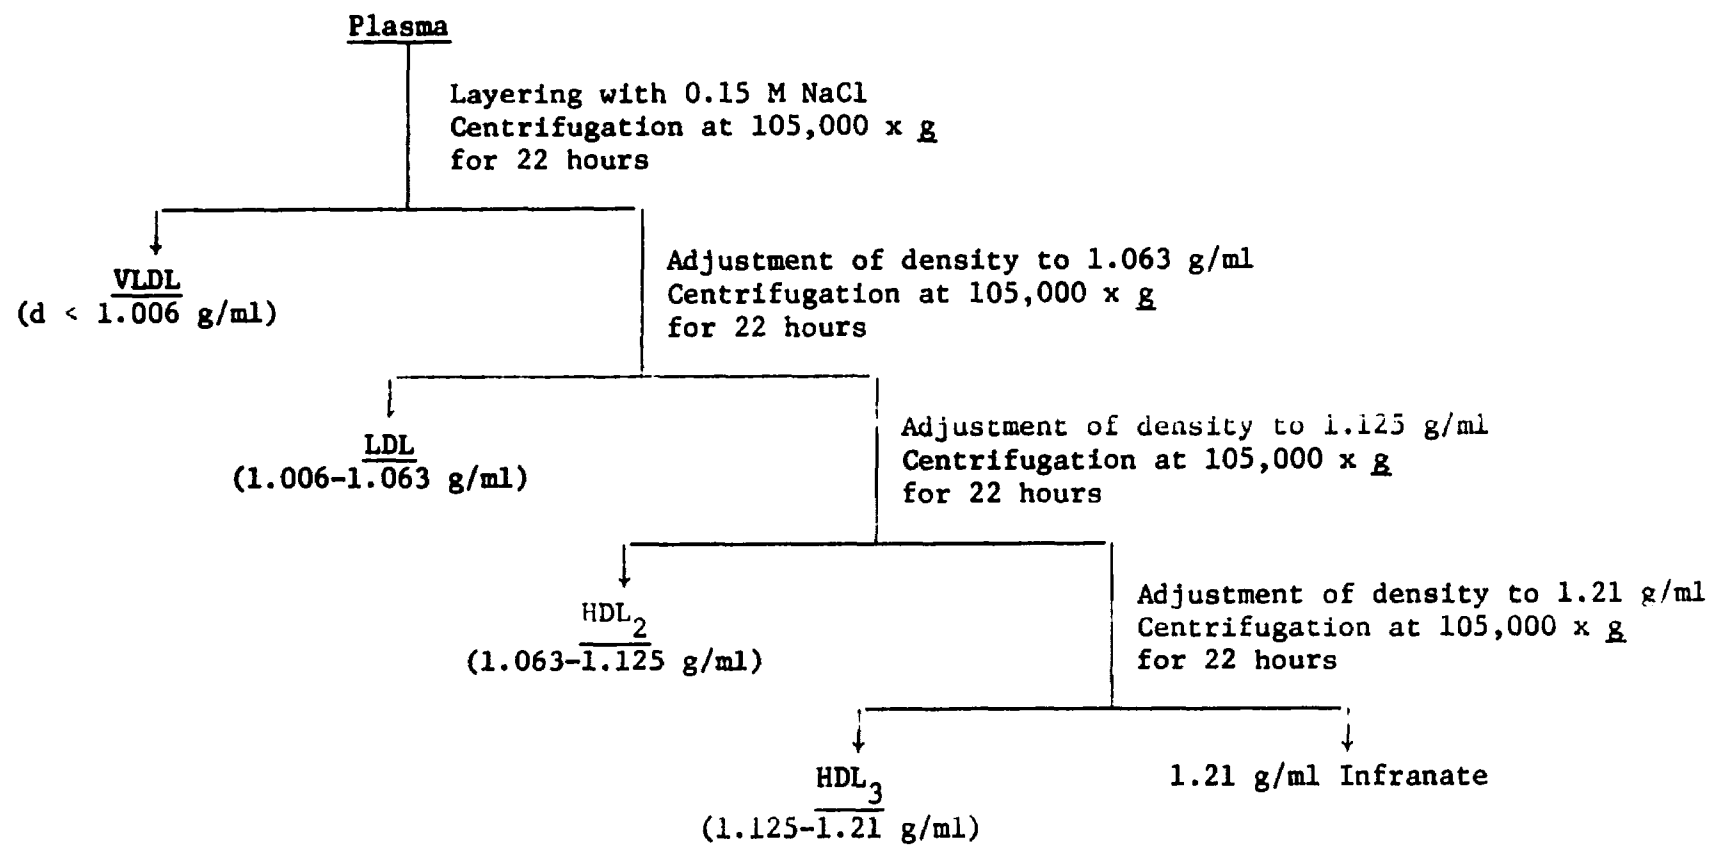 Plasma
Layering with 0.15 M NaCl
Centrifugation at 105,000 x g
for 22 hours
VLDL
(d < 1.006 g/ml)
Adjustment of density to 1.063 g/ml
Centrifugation at 105,000 x g
for 22 hours
LDL
(1.006-1.063 g/ml)
Adjustment of density to 1.125 g/ml
Centrifugation at 105,000 x g
for 22 hours
HDL2
(1.063-1.125 g/ml)
Adjustment of density to 1.21 g/ml
Centrifugation at 105,000 x g
for 22 hours
HDL3
(1.125-1.21 g/ml)
1.21 g/ml Infranate